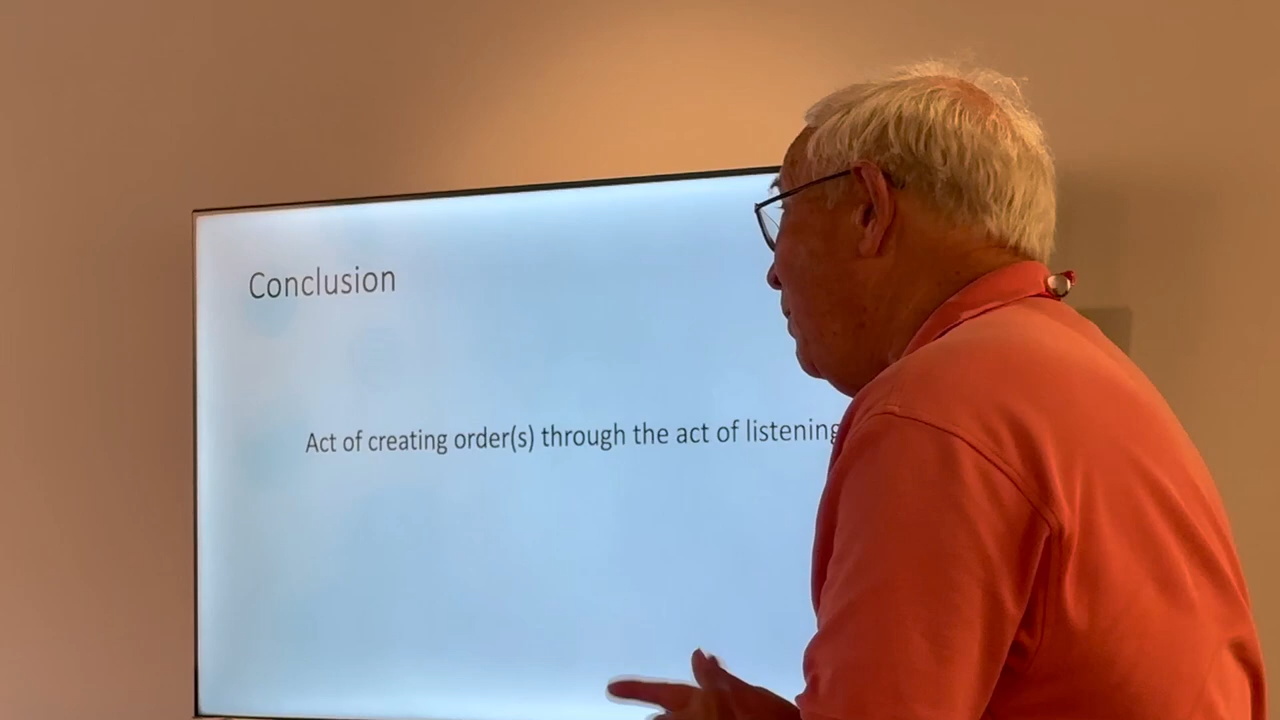 Conclusion
Act of creating order(s) through the act of listening